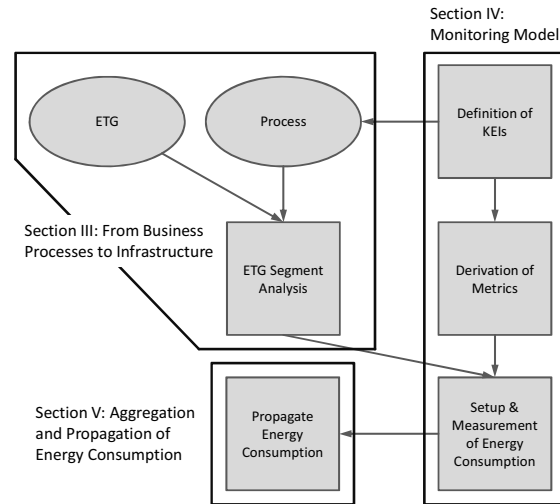 Section IV:
Monitoring Model
ETG
Process
Definition of
KEIs
Section III: From Business
Processes to Infrastructure
ETG Segment
Analysis
Derivation of
Metrics
Section V: Aggregation
and Propagation of
Energy Consumption
Propagate
Energy
Consumption
Setup &
Measurement
of Energy
Consumption